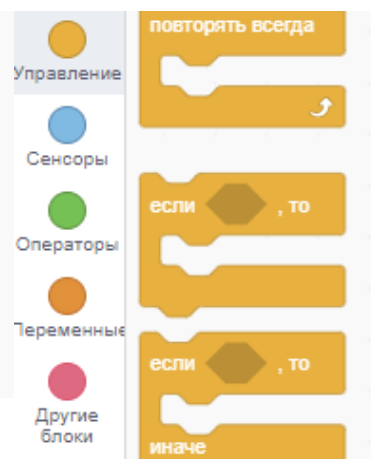 повторять всегда
Управление
Сенсоры
если , то
Операторы
Переменные
если , то
Другие
блоки
иначе